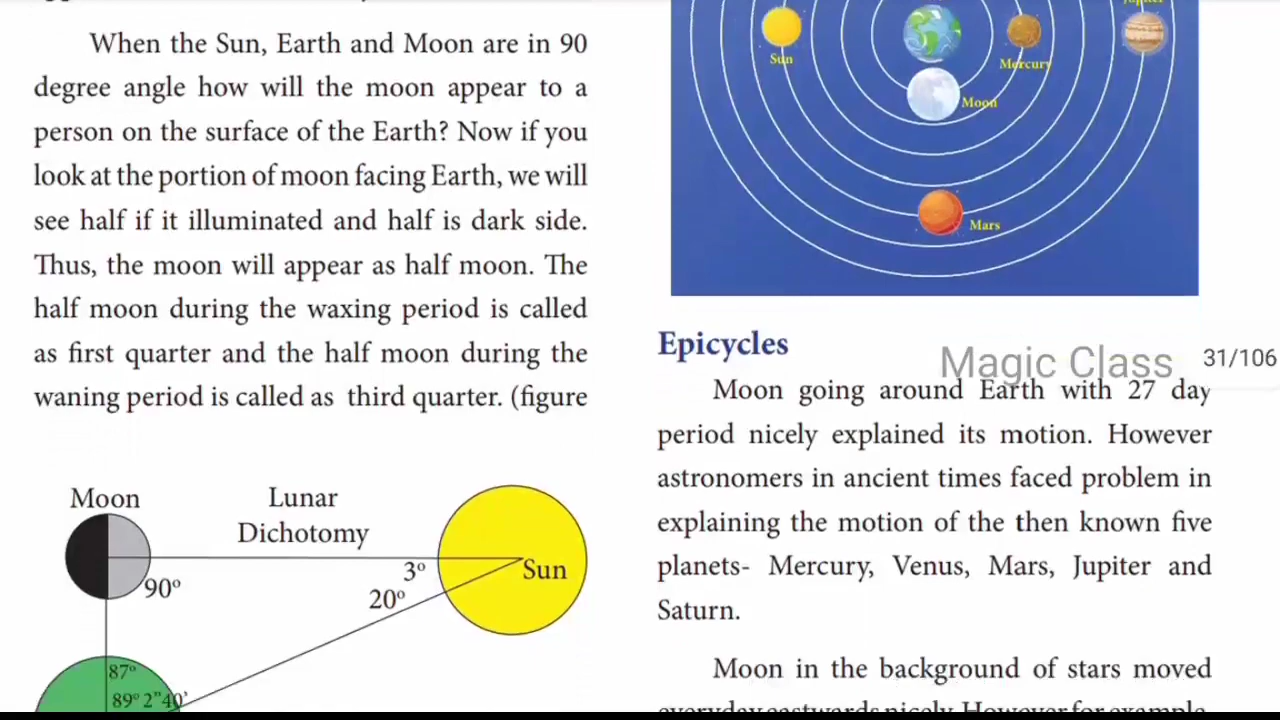 When the Sun, Earth and Moon are in 90
degree angle how will the moon appear to a
person on the surface of the Earth? Now if you
look at the portion of moon facing Earth, we will
see half if it illuminated and half is dark side.
Thus, the moon will appear as half moon. The
half moon during the waxing period is called
as first quarter and the half moon during the
waning period is called as third quarter. (figure
Moon
Lunar
Dichotomy
3°
Sun
90°
20°
87°
89° 2"40'
Jupiter
Sun
Mercury
Moon
Mars
Epicycles
Magic Class
31/106
Moon going around Earth with 27 day
period nicely explained its motion. However
astronomers in ancient times faced problem in
explaining the motion of the then known five
planets- Mercury, Venus, Mars, Jupiter and
Saturn.
Moon in the background of stars moved
everyday eastwards nicely. However for example,